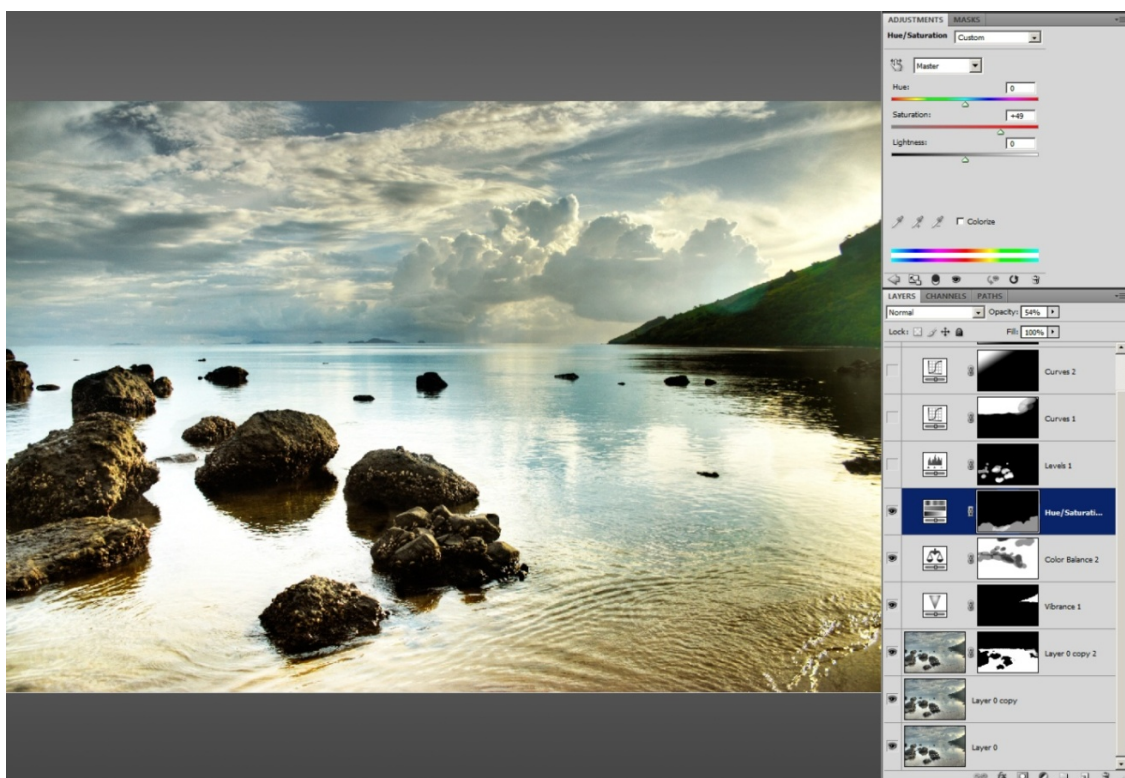 ADJUSTMENTS MASKS
Hue/Saturation Custom
Master
Hue: 0
Saturation: +49
Lightness: 0
Colorize
LAYERS CHANNELS PATHS
Normal Opacity: 54%
Lock: Fill: 100%
Curves 2
Curves 1
Levels 1
Hue/Saturati...
Color Balance 2
Vibrance 1
Layer 0 copy 2
Layer 0 copy
Layer 0
fx